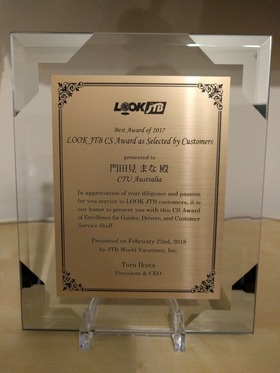 LOOK JTB
Best Award of 2017
LOOK JTB CS Award as Selected by Customers
presented to
門田見 まな 殿
CTU Australia
In appreciation of your diligence and passion
for you service to LOOK JTB customers, it is
our honor to present you with this CS Award
of Excellence for Guides, Drivers, and Customer
Service Staff.
Presented on February 22nd, 2018
by JTB World Vacations, Inc.
Toru Ikuta
President & CEO